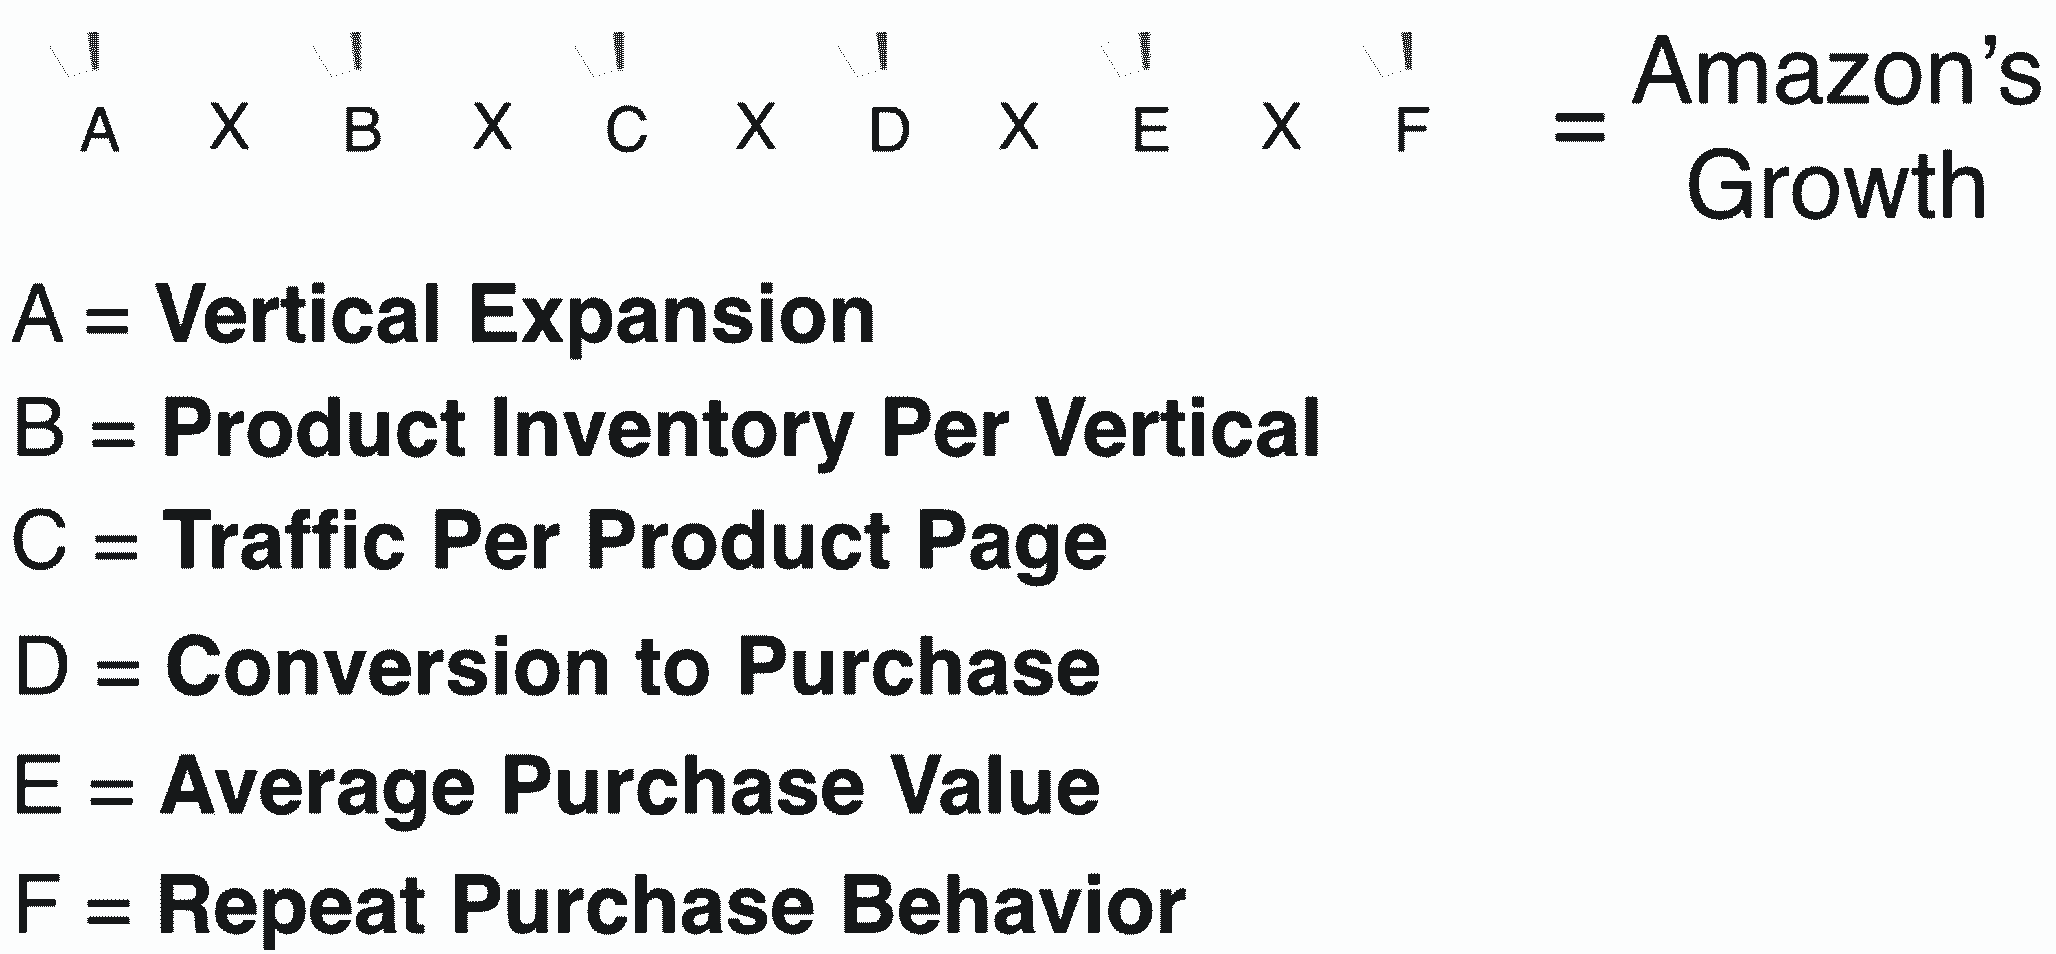 A X B X C X D X E X F = Amazon’s
Growth
A = Vertical Expansion
B = Product Inventory Per Vertical
C = Traffic Per Product Page
D = Conversion to Purchase
E = Average Purchase Value
F = Repeat Purchase Behavior